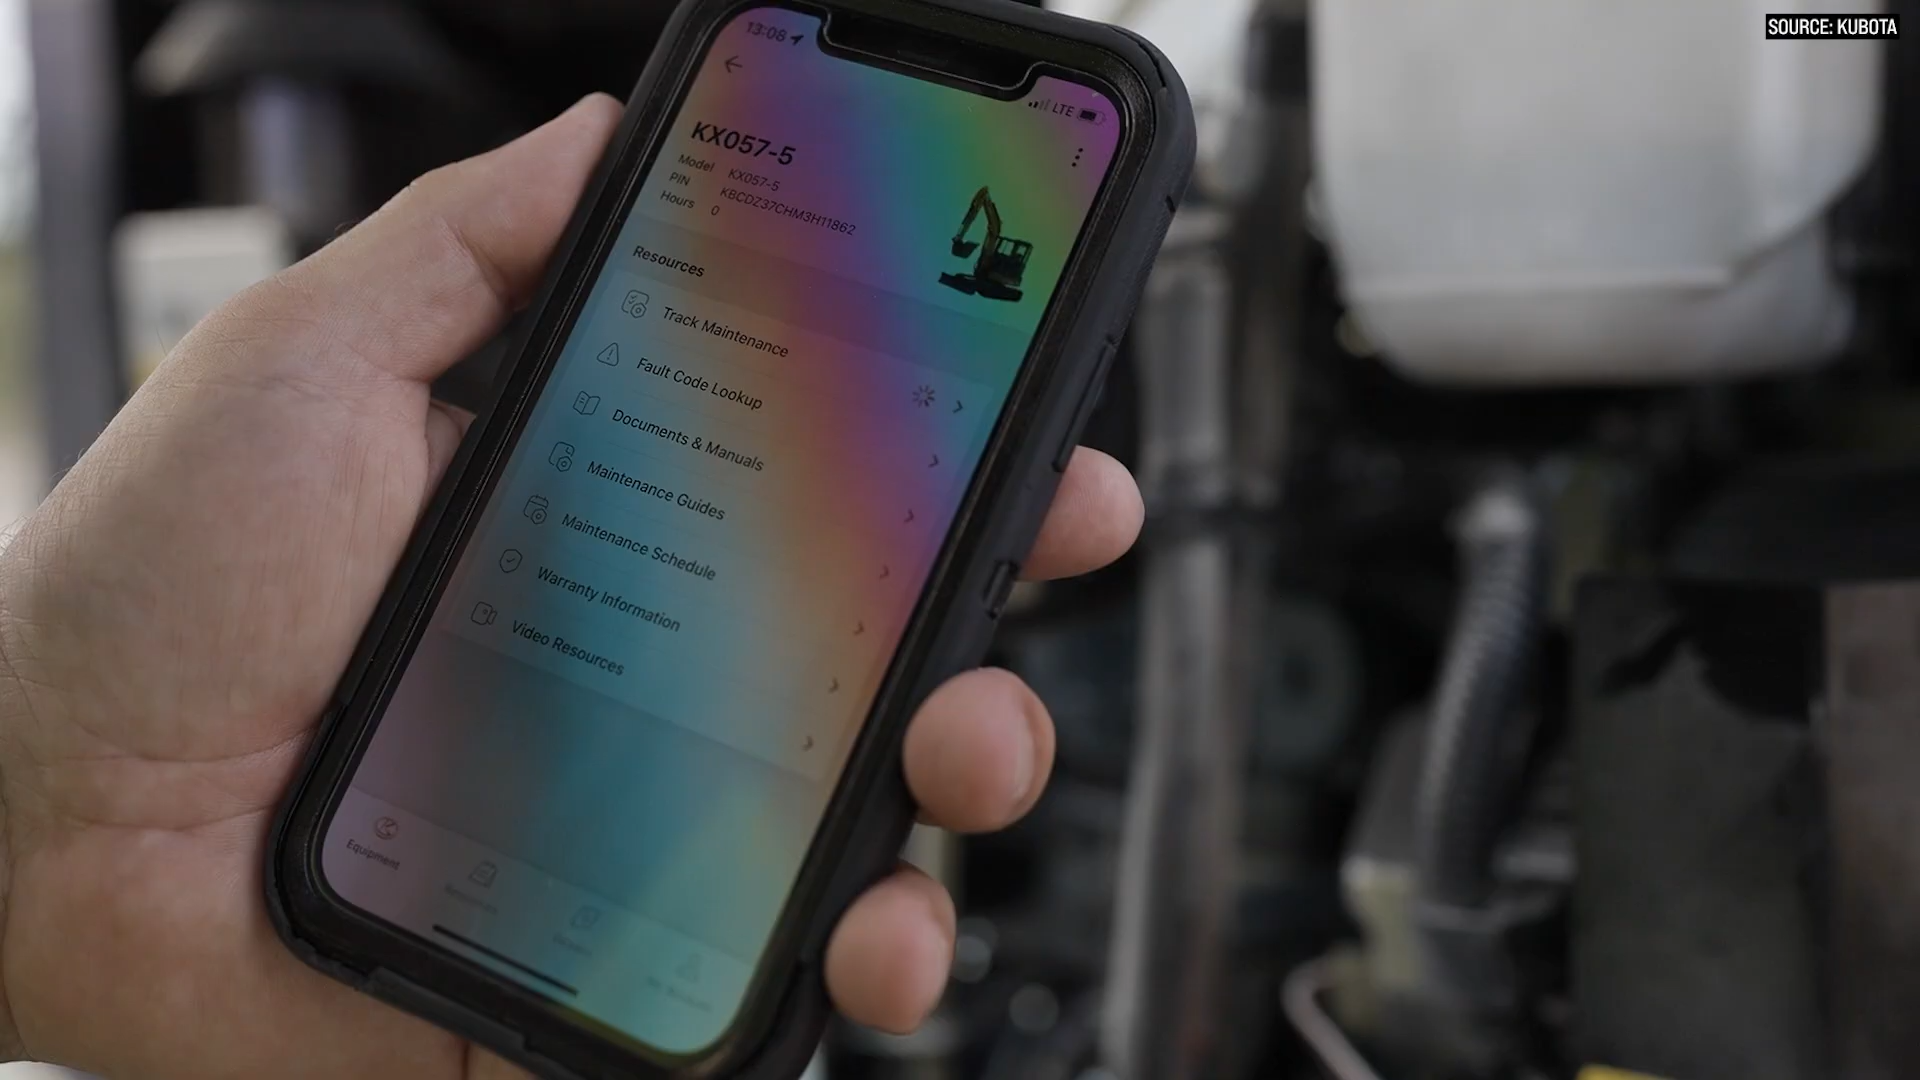 SOURCE: KUBOTA
13:08
LTE
KX057-5
Model KX057-5
PIN KBCDZ37CHM3H11862
Hours 0
Resources
Track Maintenance
Fault Code Lookup
Documents & Manuals
Maintenance Guides
Maintenance Schedule
Warranty Information
Video Resources
Equipment